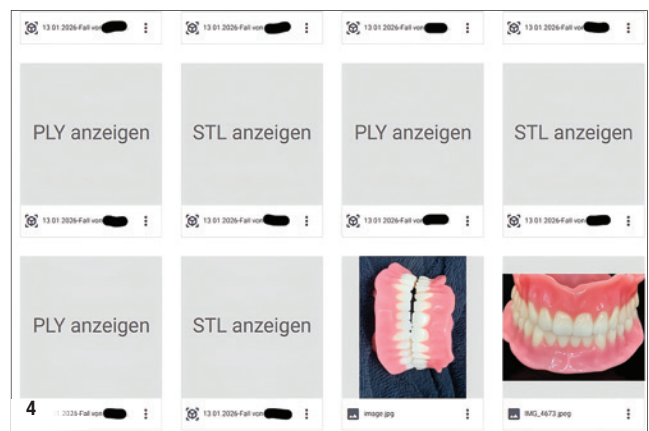 13 01 2026-Fall von
13 01 2026-Fall von
13 01 2026-Fall von
13 01 2026-Fall von
PLY anzeigen
STL anzeigen
PLY anzeigen
STL anzeigen
13 01 2026-Fall von
13 01 2026-Fall von
13 01 2026-Fall von
13 01 2026-Fall von
PLY anzeigen
STL anzeigen
4
2026-Fall von
13 01 2026-Fall von
image.jpg
IMG_4673.jpeg